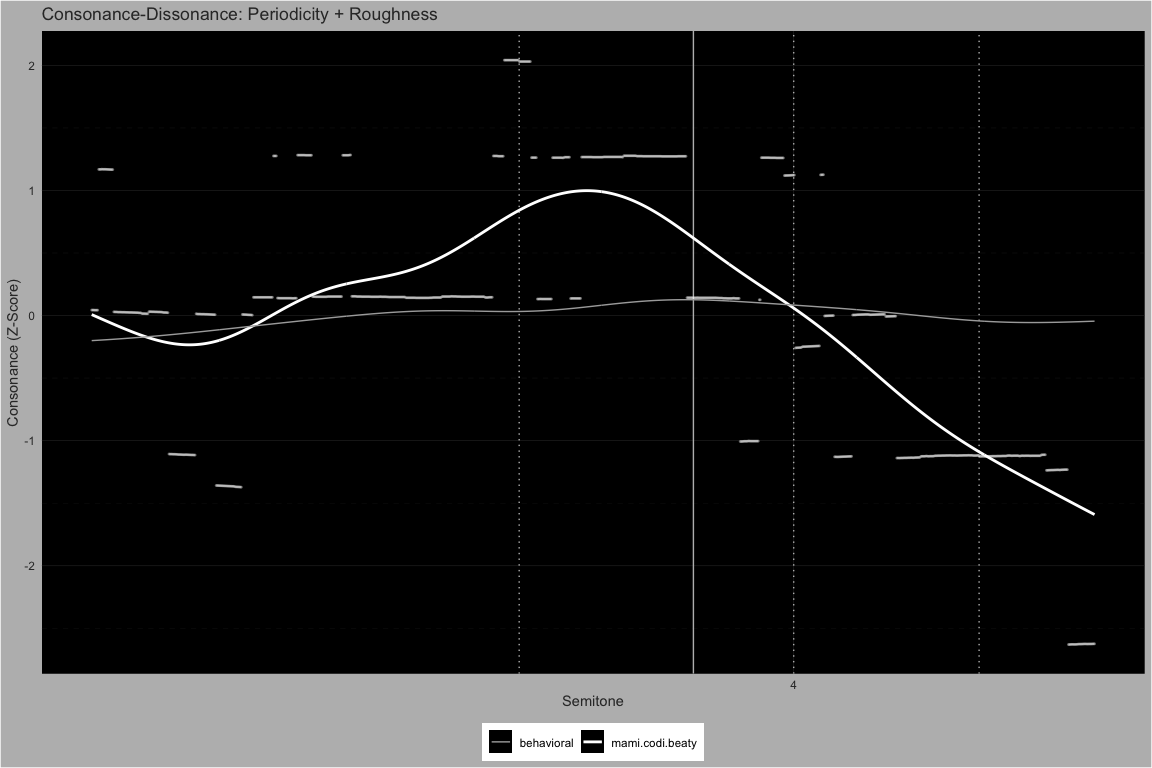 Consonance-Dissonance: Periodicity + Roughness
Consonance (Z-Score)
2
1
0
-1
-2
4
Semitone
behavioral mami.codi.beaty